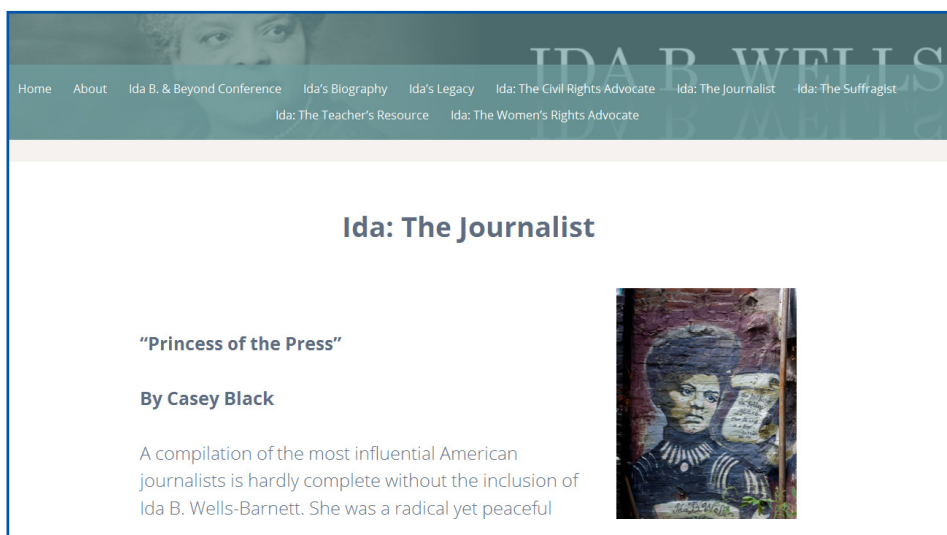 IDA B. WELLS
Home About Ida B. & Beyond Conference Ida's Biography Ida's Legacy Ida: The Civil Rights Advocate Ida: The Journalist Ida: The Suffragist
Ida: The Teacher's Resource Ida: The Women's Rights Advocate
Ida: The Journalist
“Princess of the Press”
By Casey Black
A compilation of the most influential American
journalists is hardly complete without the inclusion of
Ida B. Wells-Barnett. She was a radical yet peaceful
Ida B. Wells